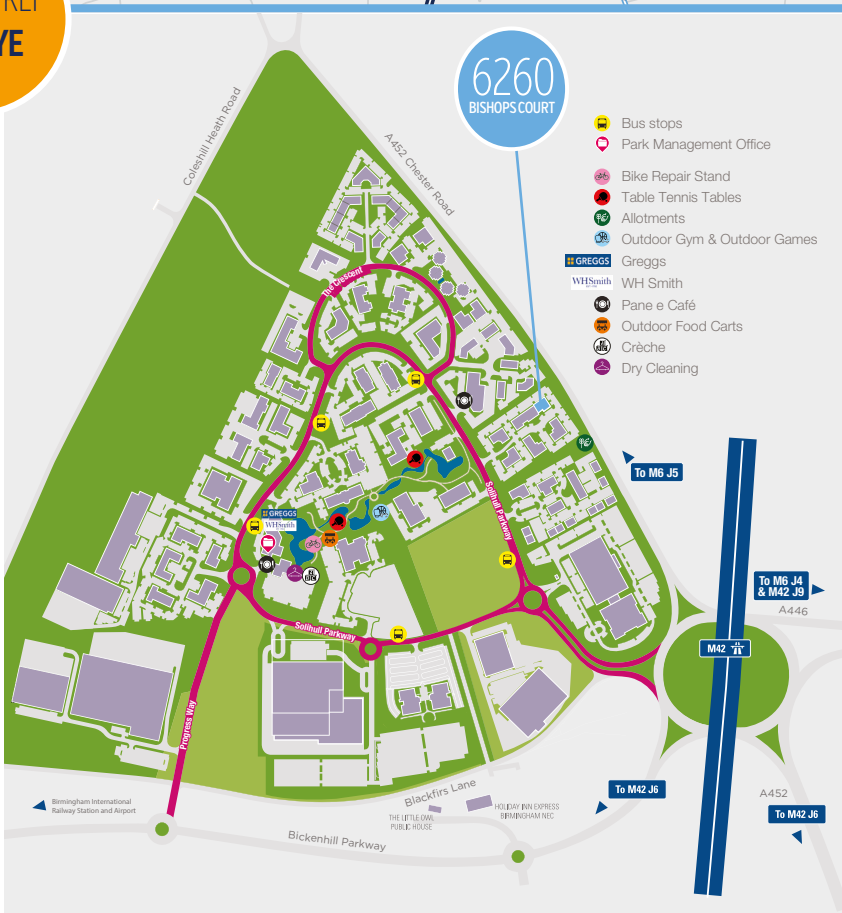 YE
6260
BISHOPS COURT
Coleshill Heath Road
A452 Chester Road
Bus stops
Park Management Office
Bike Repair Stand
Table Tennis Tables
Allotments
Outdoor Gym & Outdoor Games
GREGGS
Greggs
WHSmith
WH Smith
Pane e Café
Outdoor Food Carts
Crèche
Dry Cleaning
The Crescent
To M6 J5
GREGGS
WHSmith
Solihull Parkway
To M6 J4
& M42 J9
A446
Solihull Parkway
M42
Progress Way
Birmingham International
Railway Station and Airport
Blackfirs Lane
THE LITTLE OWL
PUBLIC HOUSE
HOLIDAY INN EXPRESS
BIRMINGHAM NEC
To M42 J6
A452
To M42 J6
Bickenhill Parkway